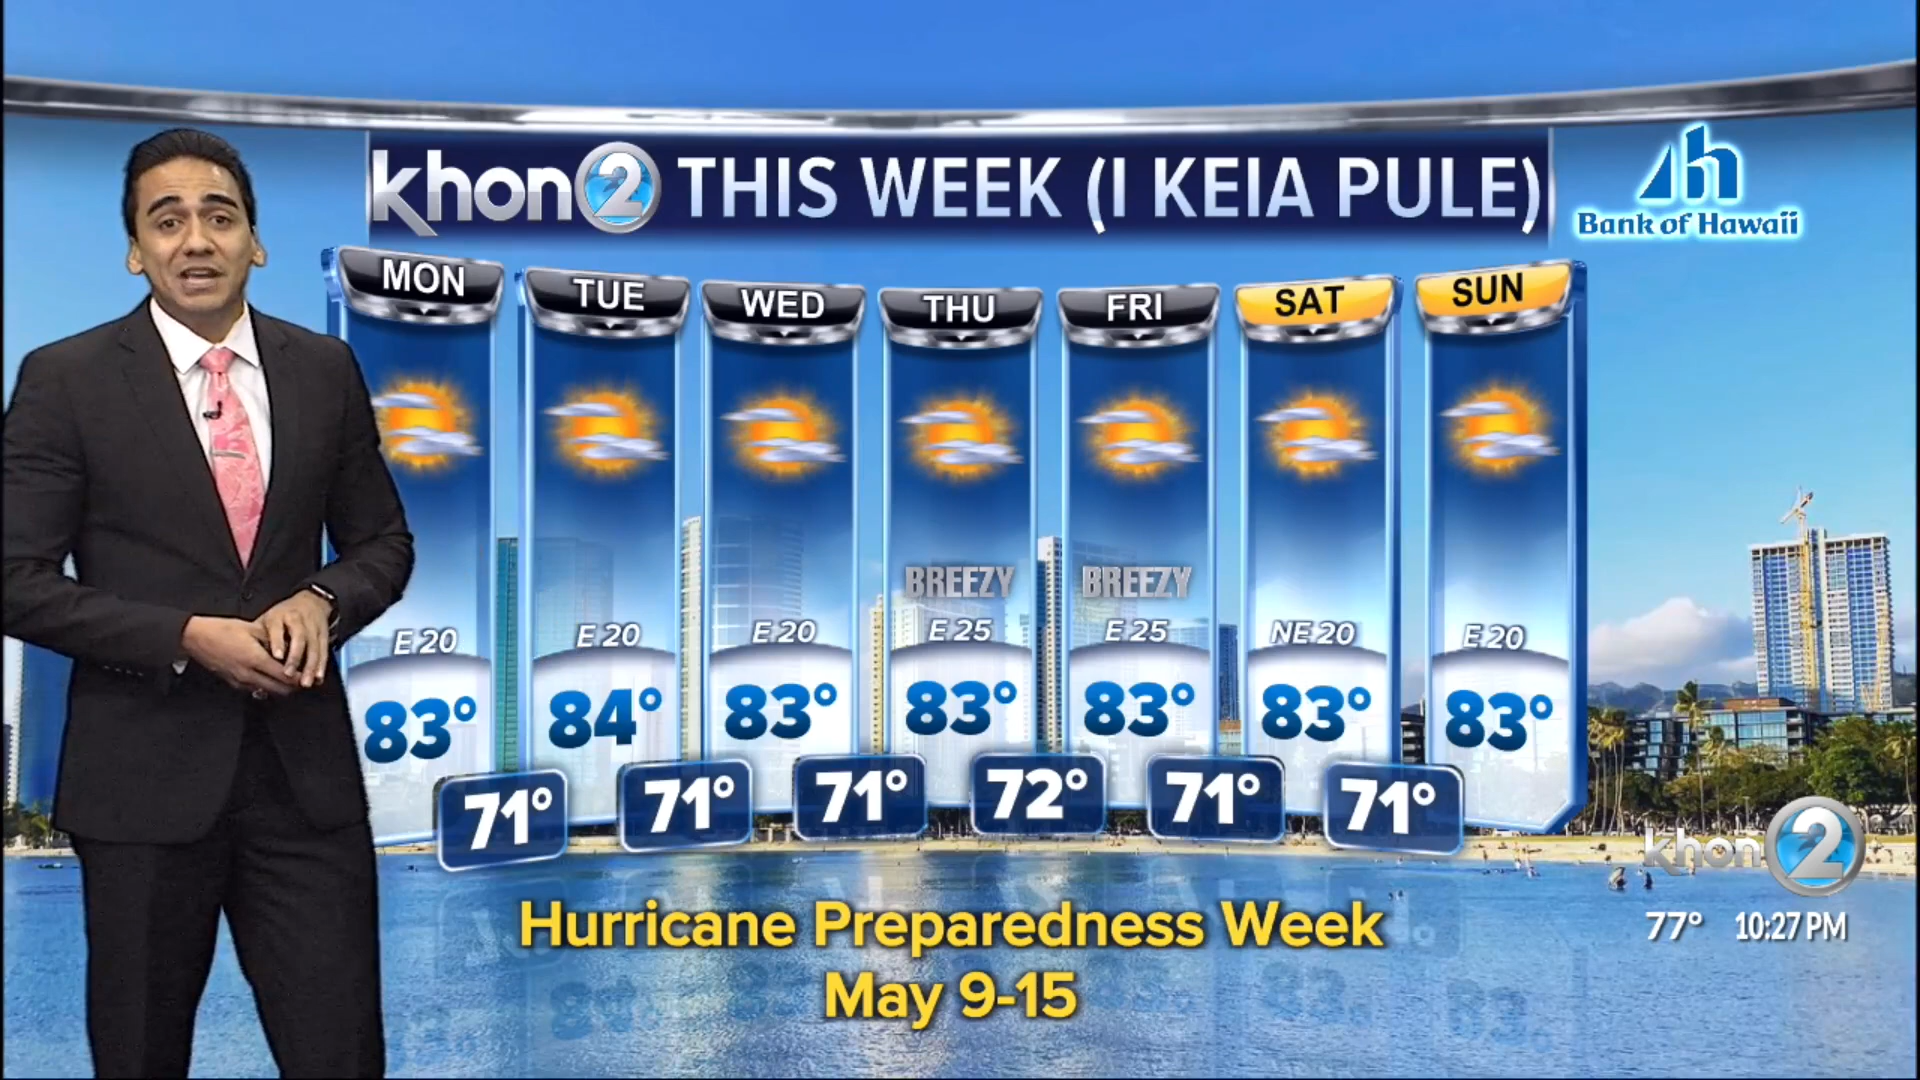 khon2 THIS WEEK (I KEIA PULE)
Bank of Hawaii
MON TUE WED THU FRI SAT SUN
BREEZY BREEZY
E 20 E 20 E 20 E 25 E 25 NE 20 E 20
83° 84° 83° 83° 83° 83° 83°
71° 71° 71° 72° 71° 71°
khon2
77° 10:27 PM
Hurricane Preparedness Week
May 9-15